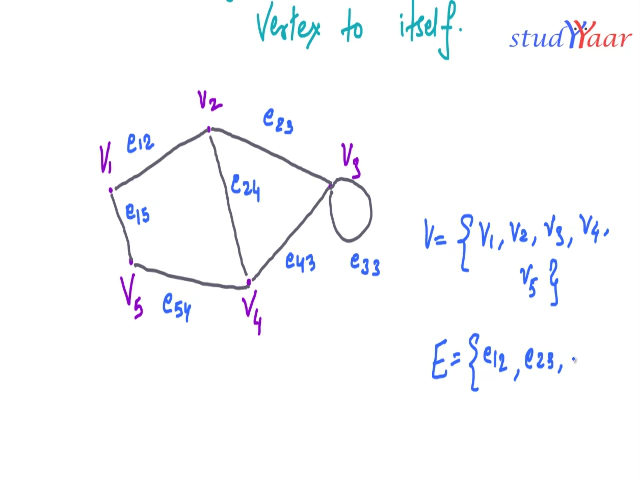 Vertex to itself.
studYYaar
V2
e23
e12
V3
V1
e24
e15
V= { V1, V2, V3, V4,
e43
e33
V5 }
V5
e54
V4
E= { e12, e23, .